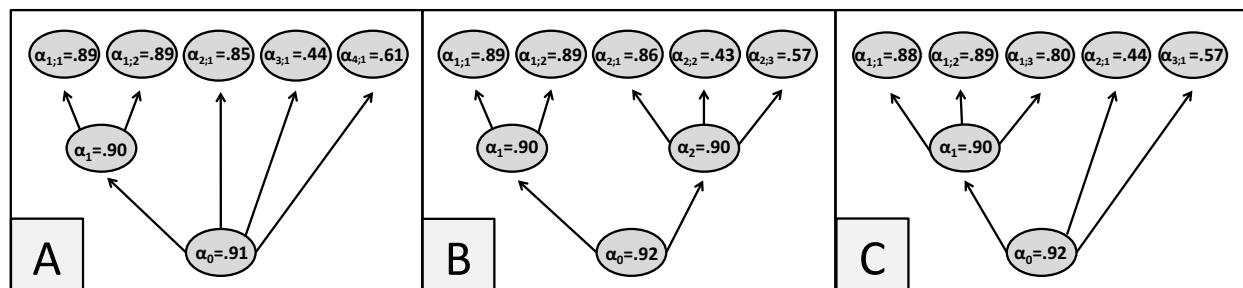 α1;1=.89 α1;2=.89 α2;1=.85 α3;1=.44 α4;1=.61
α1=.90
α0=.91
A
α1;1=.89 α1;2=.89 α2;1=.86 α2;2=.43 α2;3=.57
α1=.90 α2=.90
α0=.92
B
α1;1=.88 α1;2=.89 α1;3=.80 α2;1=.44 α3;1=.57
α1=.90
α0=.92
C